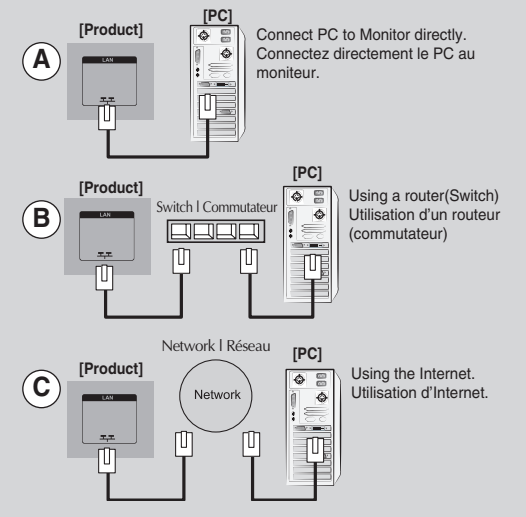 [Product]
[PC]
A
LAN
Connect PC to Monitor directly.
Connectez directement le PC au
moniteur.
[Product]
[PC]
B
LAN
Switch l Commutateur
Using a router(Switch)
Utilisation d'un routeur
(commutateur)
Network l Réseau
[Product]
[PC]
C
LAN
Network
Using the Internet.
Utilisation d'Internet.